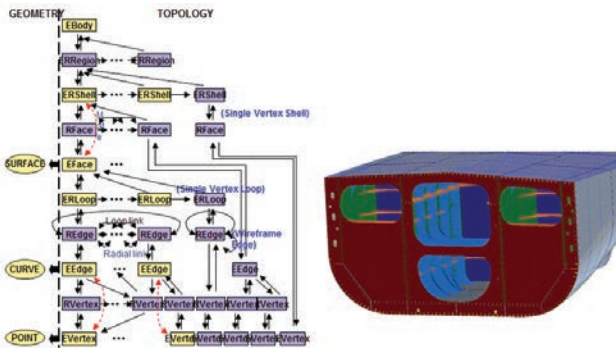 GEOMETRY TOPOLOGY
EBody
ERRegion ... ERRegion
ERShell ... ERShell ERShell
(Single Vertex Shell)
RFace ... RFace RFace
SURFACE EFace ...
(Single Vertex Loop)
ERLoop ... ERLoop ERLoop
Loop link
REdge ... REdge REdge (Wireframe
Edge)
Radial link
CURVE EEdge ... EEdge EEdge
RVertex ... RVertex RVertex RVertex RVertex RVertex
POINT EVertex ... EVertex EVertex EVertex EVertex EVertex